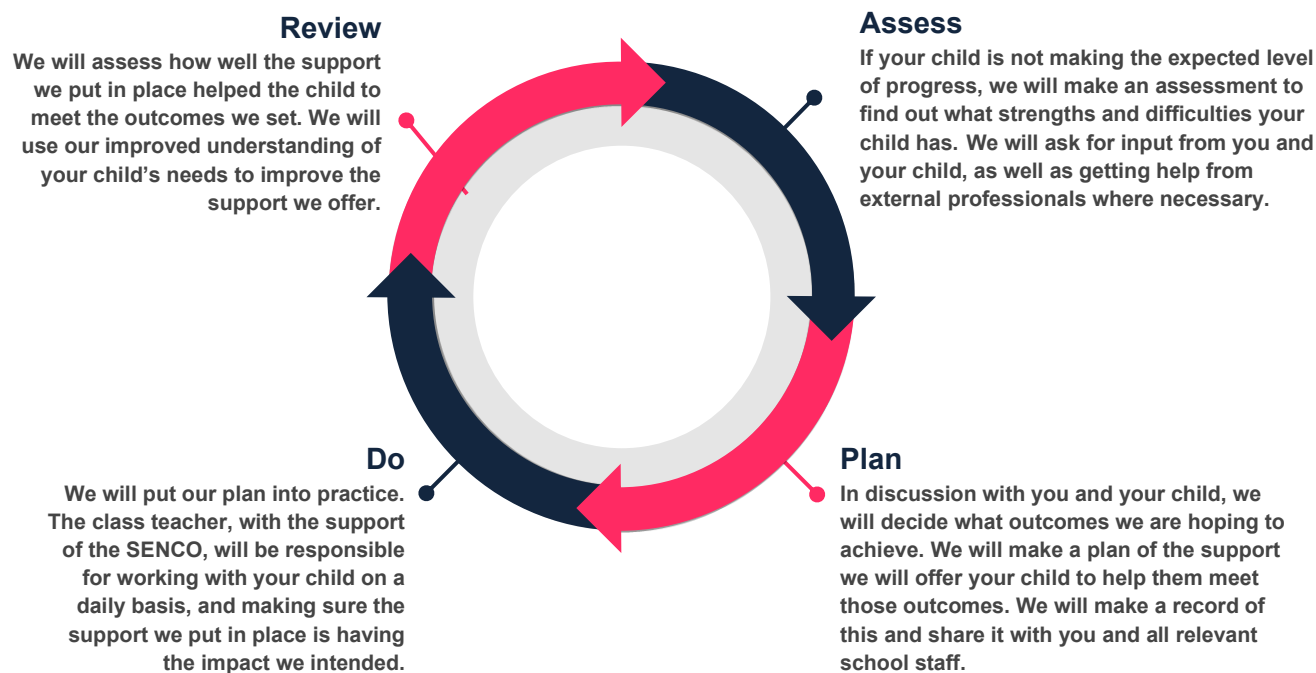 Review
We will assess how well the support
we put in place helped the child to
meet the outcomes we set. We will
use our improved understanding of
your child’s needs to improve the
support we offer.
Assess
If your child is not making the expected level
of progress, we will make an assessment to
find out what strengths and difficulties your
child has. We will ask for input from you and
your child, as well as getting help from
external professionals where necessary.
Do
We will put our plan into practice.
The class teacher, with the support
of the SENCO, will be responsible
for working with your child on a
daily basis, and making sure the
support we put in place is having
the impact we intended.
Plan
In discussion with you and your child, we
will decide what outcomes we are hoping to
achieve. We will make a plan of the support
we will offer your child to help them meet
those outcomes. We will make a record of
this and share it with you and all relevant
school staff.